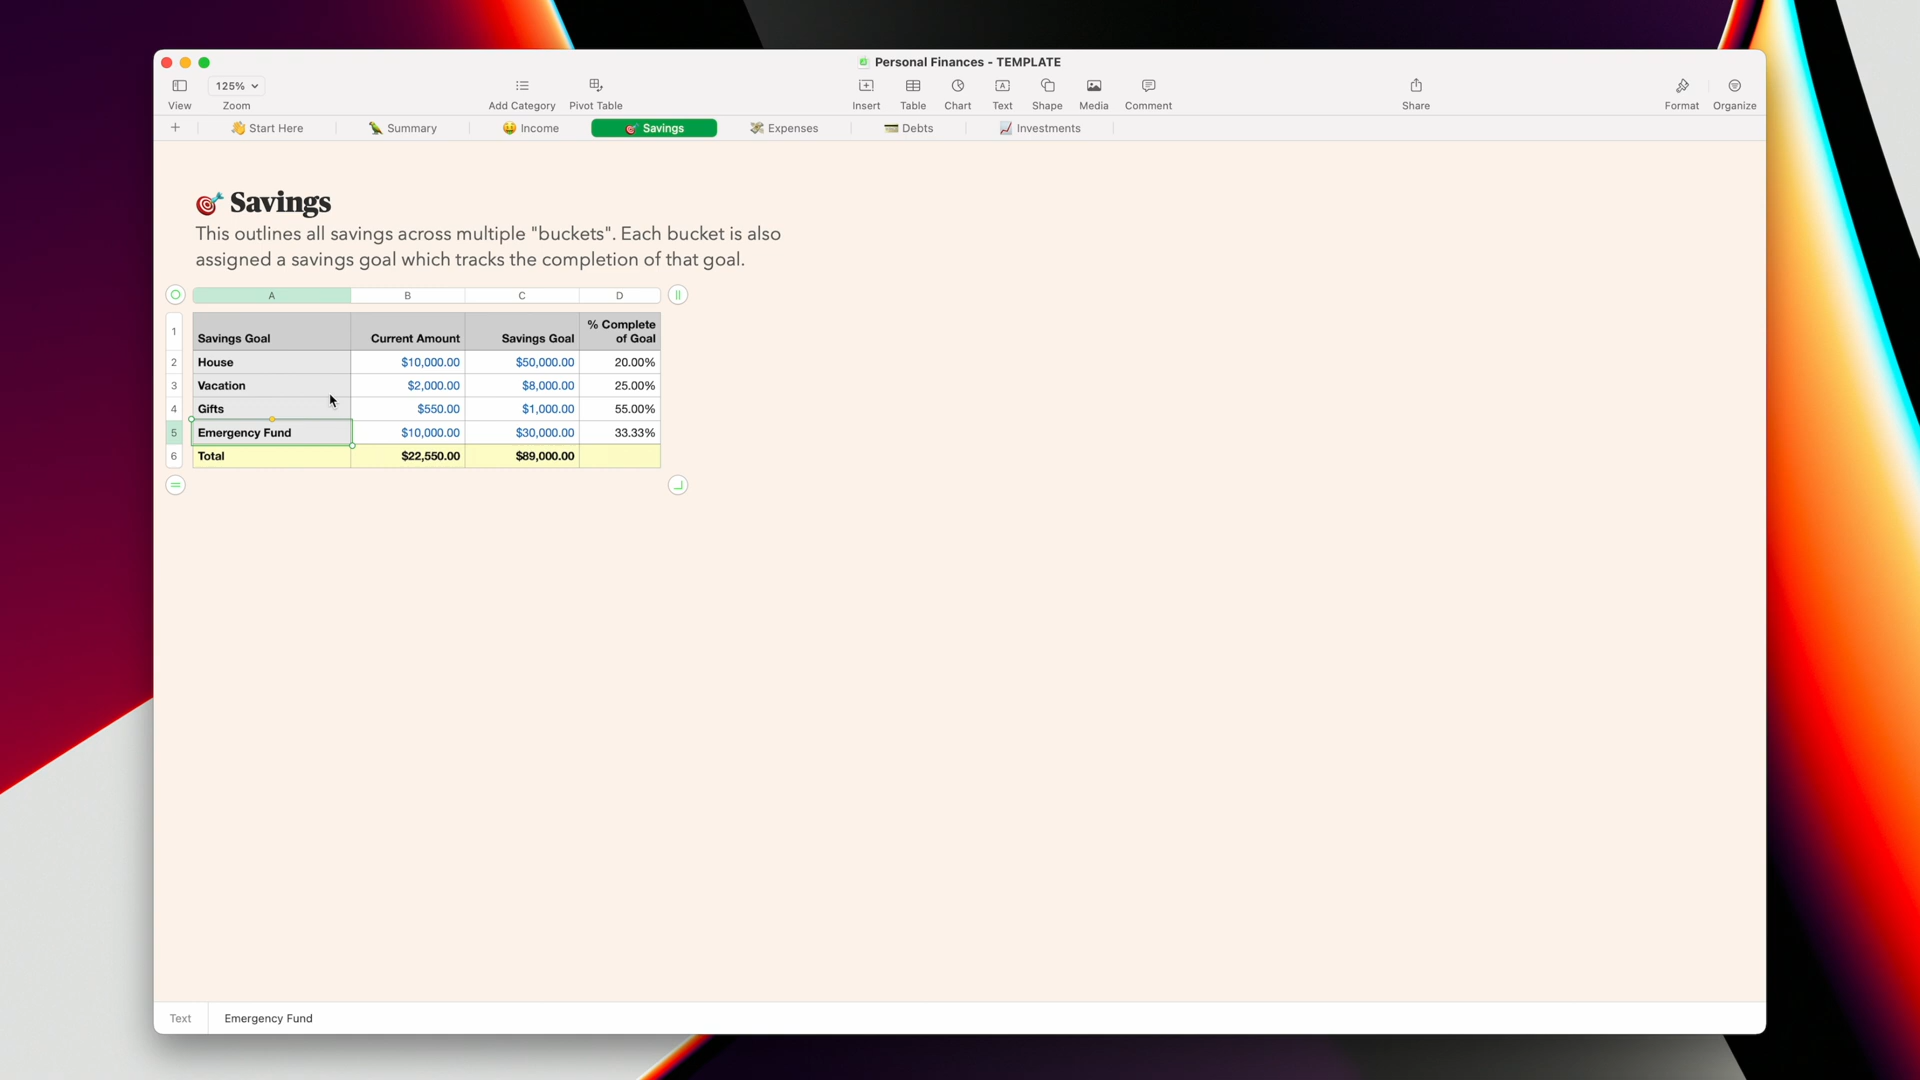 Personal Finances - TEMPLATE
125%
View
Zoom
Add Category
Pivot Table
Insert
Table
Chart
Text
Shape
Media
Comment
Share
Format
Organize
Start Here
Summary
Income
Savings
Expenses
Debts
Investments
Savings
This outlines all savings across multiple "buckets". Each bucket is also
assigned a savings goal which tracks the completion of that goal.
A B C D
1 Savings Goal Current Amount Savings Goal % Complete
of Goal
2 House $10,000.00 $50,000.00 20.00%
3 Vacation $2,000.00 $8,000.00 25.00%
4 Gifts $550.00 $1,000.00 55.00%
5 Emergency Fund $10,000.00 $30,000.00 33.33%
6 Total $22,550.00 $89,000.00
Text Emergency Fund